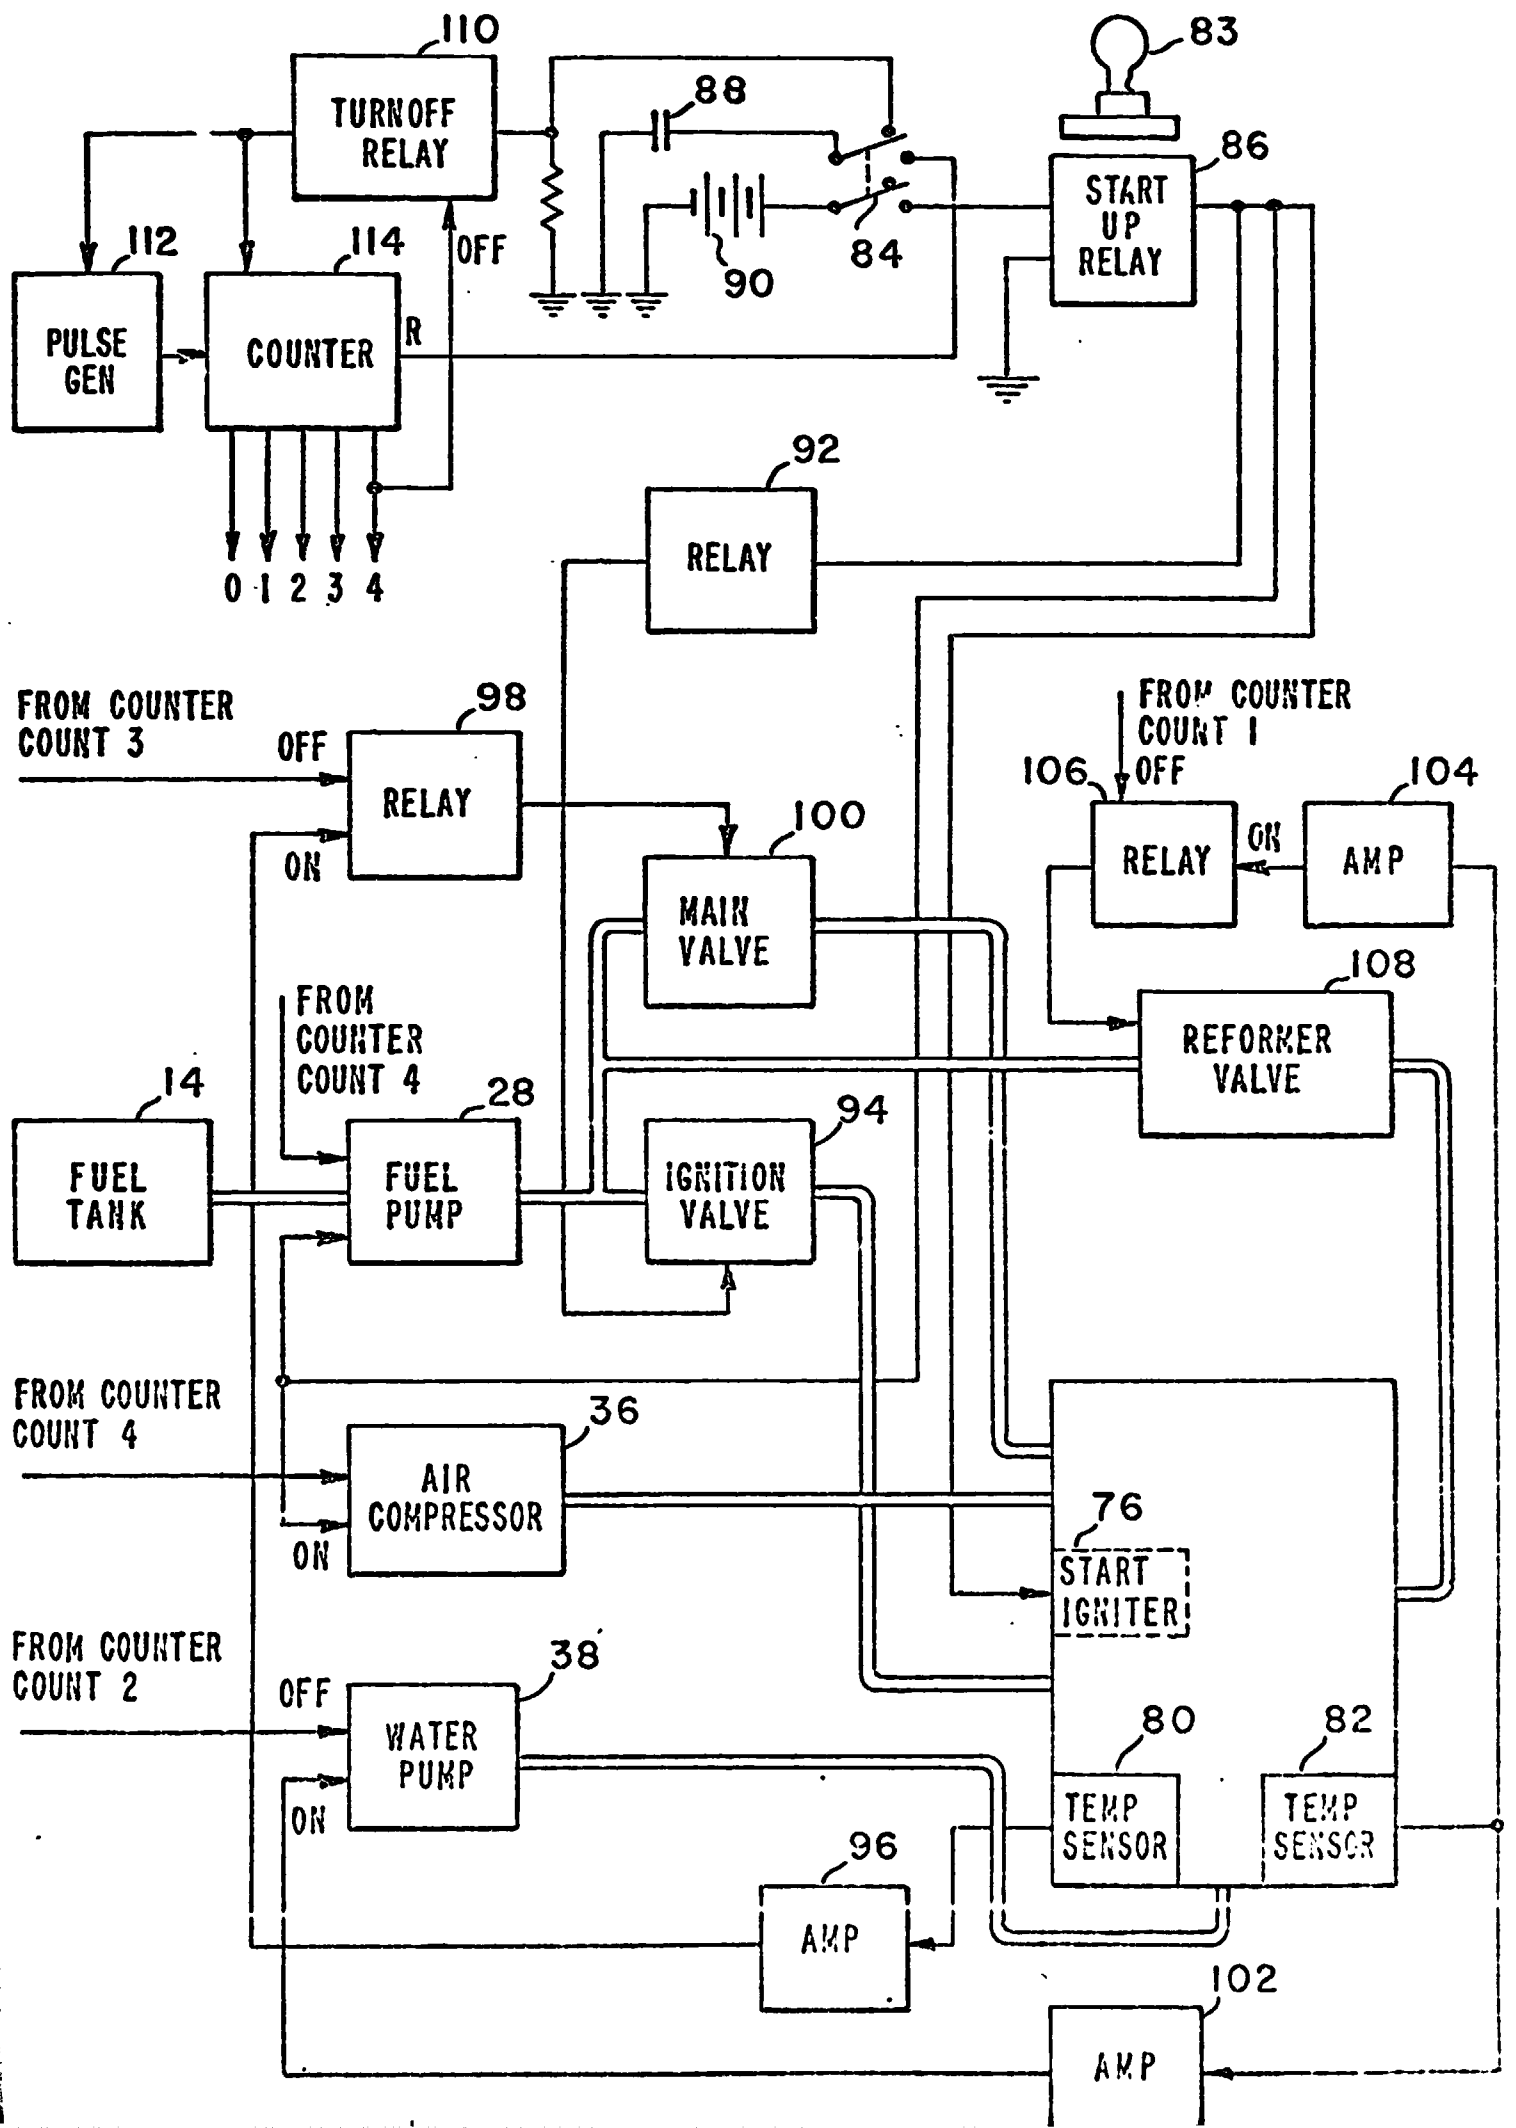 110
TURNOFF
RELAY
88
83
86
START
UP
RELAY
84
90
OFF
112
PULSE
GEN
114
COUNTER
R
0 1 2 3 4
92
RELAY
FROM COUNTER
COUNT 3
OFF
98
RELAY
ON
100
MAIN
VALVE
FROM COUNTER
COUNT 1
OFF
106
RELAY
ON
104
AMP
108
REFORMER
VALVE
FROM
COUNTER
COUNT 4
14
FUEL
TANK
28
FUEL
PUMP
94
IGNITION
VALVE
FROM COUNTER
COUNT 4
36
AIR
COMPRESSOR
ON
76
START
IGNITER
FROM COUNTER
COUNT 2
OFF
38
WATER
PUMP
ON
80
TEMP
SENSOR
82
TEMP
SENSOR
96
AMP
102
AMP